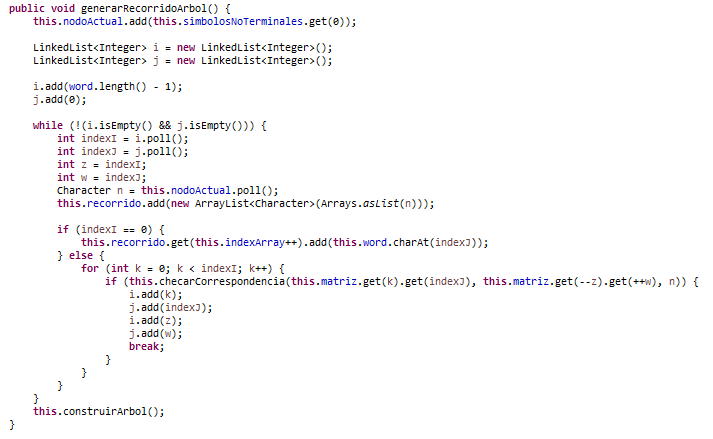 public void generarRecorridoArbol() {
    this.nodoActual.add(this.simbolosNoTerminales.get(0));

    LinkedList<Integer> i = new LinkedList<Integer>();
    LinkedList<Integer> j = new LinkedList<Integer>();

    i.add(word.length() - 1);
    j.add(0);

    while (!(i.isEmpty() && j.isEmpty())) {
        int indexI = i.poll();
        int indexJ = j.poll();
        int z = indexI;
        int w = indexJ;
        Character n = this.nodoActual.poll();
        this.recorrido.add(new ArrayList<Character>(Arrays.asList(n)));

        if (indexI == 0) {
            this.recorrido.get(this.indexArray++).add(this.word.charAt(indexJ));
        } else {
            for (int k = 0; k < indexI; k++) {
                if (this.checarCorrespondencia(this.matriz.get(k).get(indexJ), this.matriz.get(--z).get(++w), n)) {
                    i.add(k);
                    j.add(indexJ);
                    i.add(z);
                    j.add(w);
                    break;
                }
            }
        }
    }
    this.construirArbol();
}